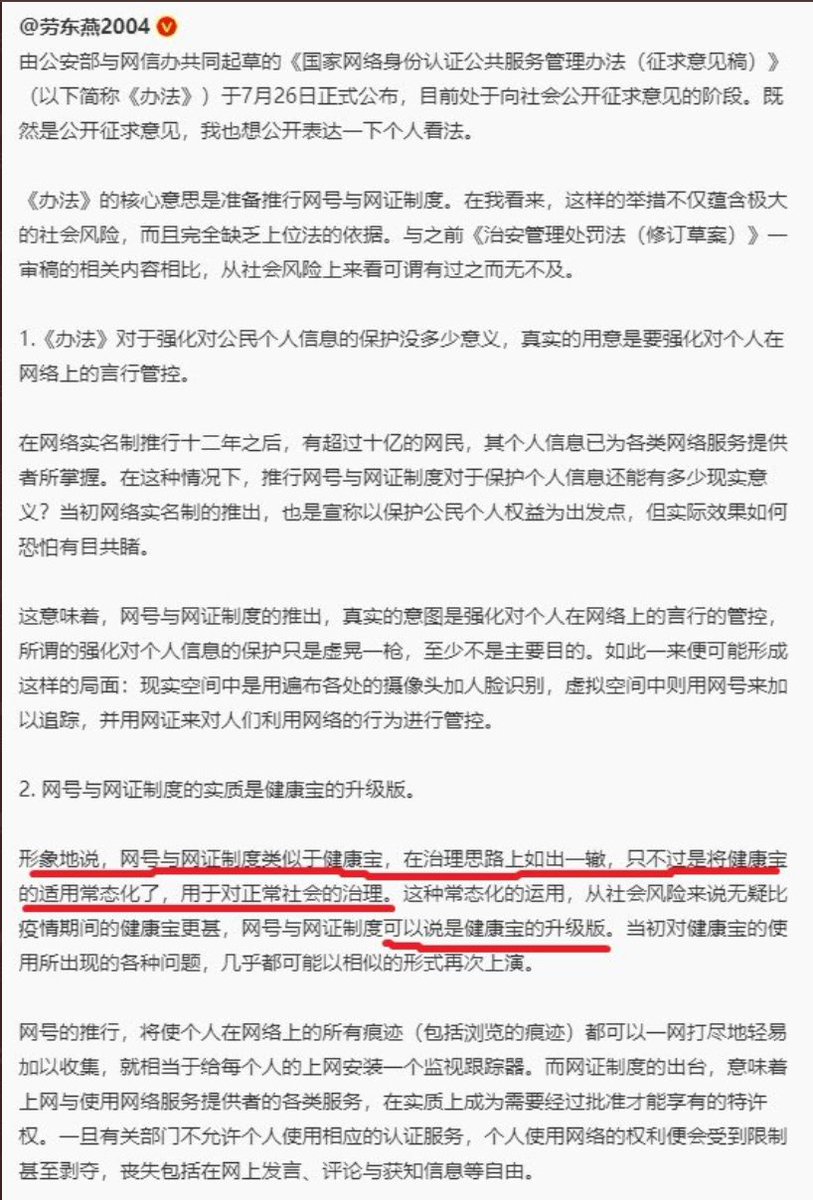 @劳东燕2004
由公安部与网信办共同起草的《国家网络身份认证公共服务管理办法（征求意见稿）》
（以下简称《办法》）于7月26日正式公布，目前处于向社会公开征求意见的阶段。既
然是公开征求意见，我也想公开表达一下个人看法。
《办法》的核心意思是准备推行网号与网证制度。在我看来，这样的举措不仅蕴含极大
的社会风险，而且完全缺乏上位法的依据。与之前《治安管理处罚法（修订草案）》一
审稿的相关内容相比，从社会风险上来看可谓有过之而无不及。
1.《办法》对于强化对公民个人信息的保护没多少意义，真实的用意是要强化对个人在
网络上的言行管控。
在网络实名制推行十二年之后，有超过十亿的网民，其个人信息已为各类网络服务提供
者所掌握。在这种情况下，推行网号与网证制度对于保护个人信息还能有多少现实意
义？当初网络实名制的推出，也是宣称以保护公民个人权益为出发点，但实际效果如何
恐怕有目共睹。
这意味着，网号与网证制度的推出，真实的意图是强化对个人在网络上的言行的管控，
所谓的强化对个人信息的保护只是虚晃一枪，至少不是主要目的。如此一来便可能形成
这样的局面：现实空间中是用遍布各处的摄像头加人脸识别，虚拟空间中则用网号来加
以追踪，并用网证来对人们利用网络的行为进行管控。
2. 网号与网证制度的实质是健康宝的升级版。
形象地说，网号与网证制度类似于健康宝，在治理思路上如出一辙，只不过是将健康宝
的适用常态化了，用于对正常社会的治理。这种常态化的运用，从社会风险来说无疑比
疫情期间的健康宝更甚，网号与网证制度可以说是健康宝的升级版。当初对健康宝的使
用所出现的各种问题，几乎都可能以相似的形式再次上演。
网号的推行，将使个人在网络上的所有痕迹（包括浏览的痕迹）都可以一网打尽地轻易
加以收集，就相当于给每个人的上网安装一个监视跟踪器。而网证制度的出台，意味着
上网与使用网络服务提供者的各类服务，在实质上成为需要经过批准才能享有的特许
权。一旦有关部门不允许个人使用相应的认证服务，个人使用网络的权利便会受到限制
甚至剥夺，丧失包括在网上发言、评论与获知信息等自由。